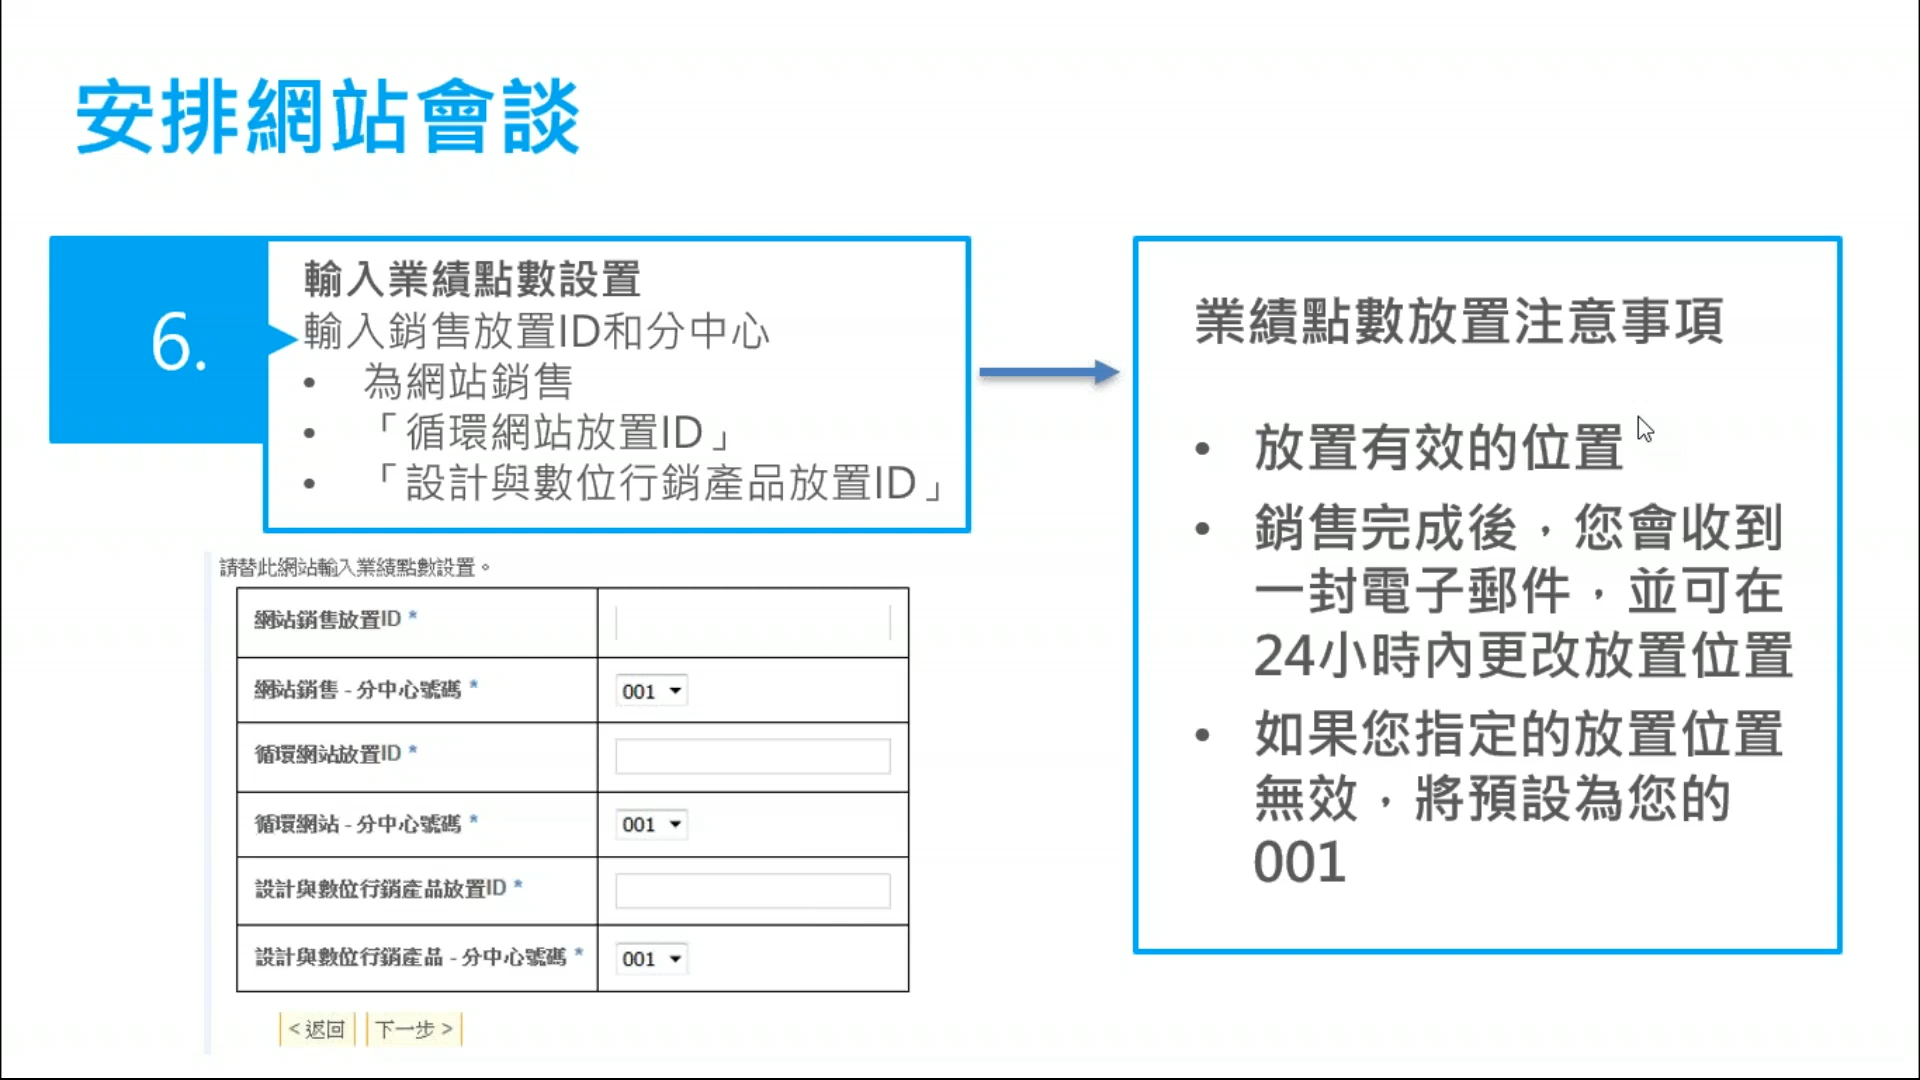 安排網站會談
6.
輸入業績點數設置
輸入銷售放置ID和分中心
• 為網站銷售
• 「循環網站放置ID」
• 「設計與數位行銷產品放置ID」
請替此網站輸入業績點數設置。
網站銷售放置ID *
網站銷售 - 分中心號碼 * 001
循環網站放置ID *
循環網站 - 分中心號碼 * 001
設計與數位行銷產品放置ID *
設計與數位行銷產品 - 分中心號碼 * 001
< 返回 下一步 >
業績點數放置注意事項
• 放置有效的位置
• 銷售完成後，您會收到
一封電子郵件，並可在
24小時內更改放置位置
• 如果您指定的放置位置
無效，將預設為您的
001